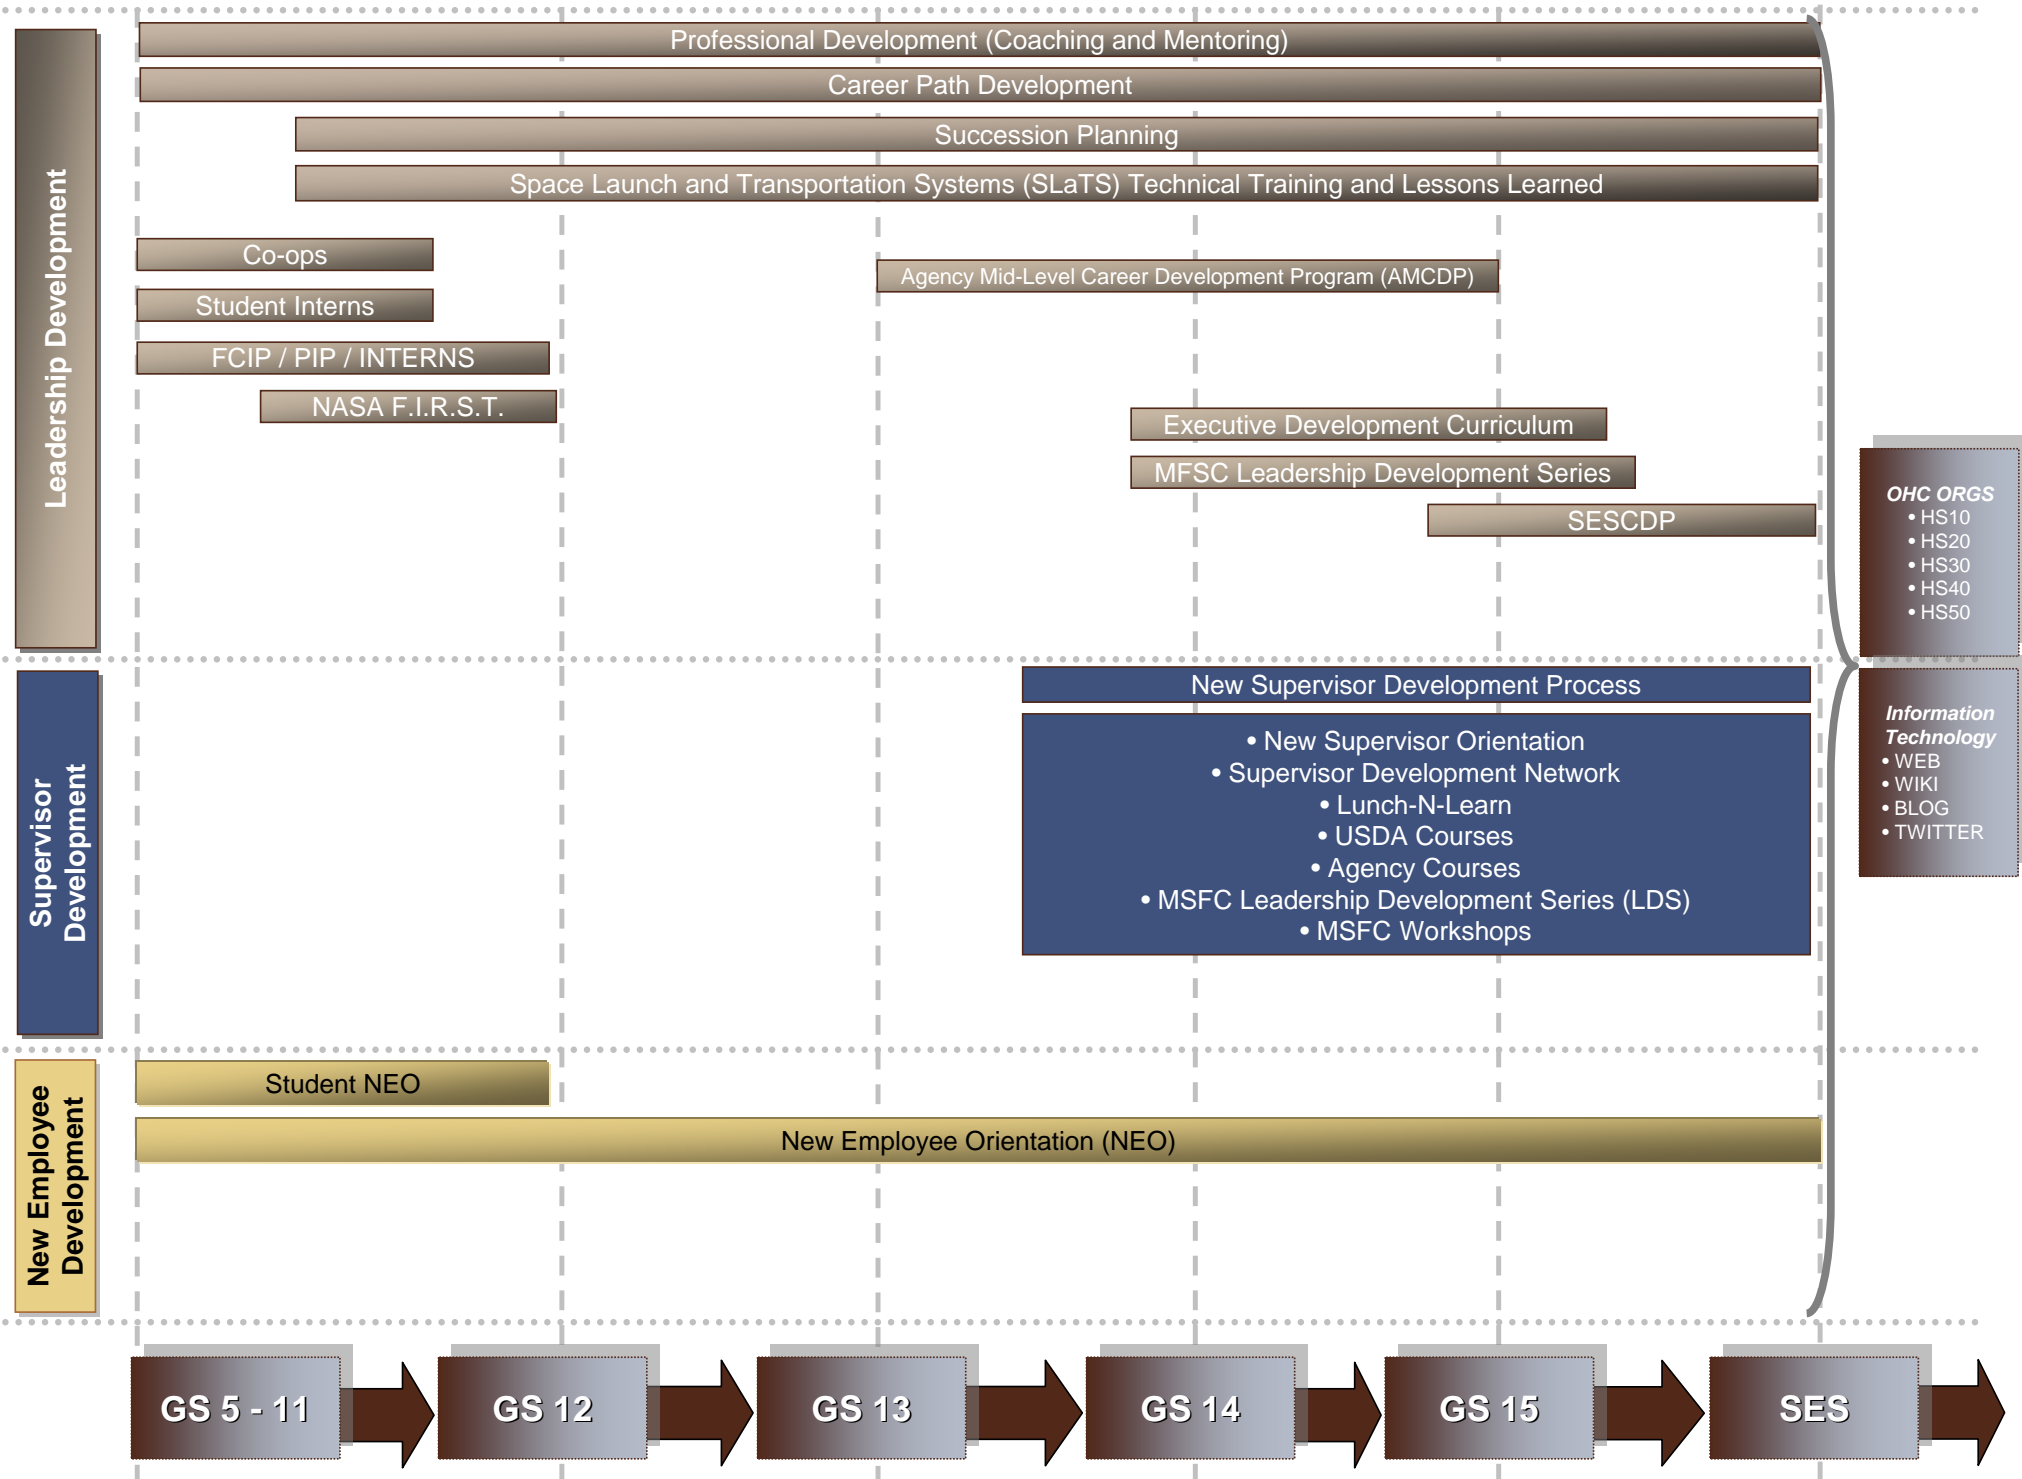 Leadership Development
Professional Development (Coaching and Mentoring)
Career Path Development
Succession Planning
Space Launch and Transportation Systems (SLaTS) Technical Training and Lessons Learned
Co-ops
Agency Mid-Level Career Development Program (AMCDP)
Student Interns
FCIP / PIP / INTERNS
NASA F.I.R.S.T.
Executive Development Curriculum
MFSC Leadership Development Series
SESCDP
OHC ORGS
• HS10
• HS20
• HS30
• HS40
• HS50
Supervisor
Development
New Supervisor Development Process
• New Supervisor Orientation
• Supervisor Development Network
• Lunch-N-Learn
• USDA Courses
• Agency Courses
• MSFC Leadership Development Series (LDS)
• MSFC Workshops
Information
Technology
• WEB
• WIKI
• BLOG
• TWITTER
New Employee
Development
Student NEO
New Employee Orientation (NEO)
GS 5 - 11
GS 12
GS 13
GS 14
GS 15
SES